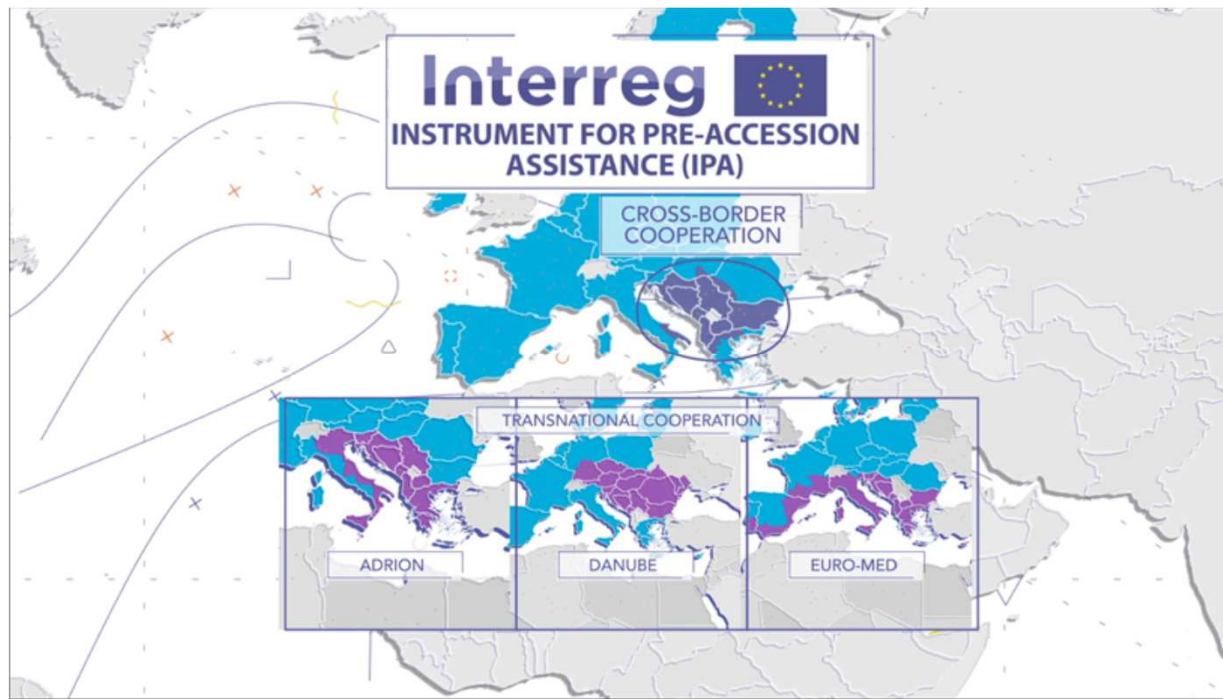 Interreg
INSTRUMENT FOR PRE-ACCESSION
ASSISTANCE (IPA)
CROSS-BORDER
COOPERATION
TRANSNATIONAL COOPERATION
ADRION
DANUBE
EURO-MED